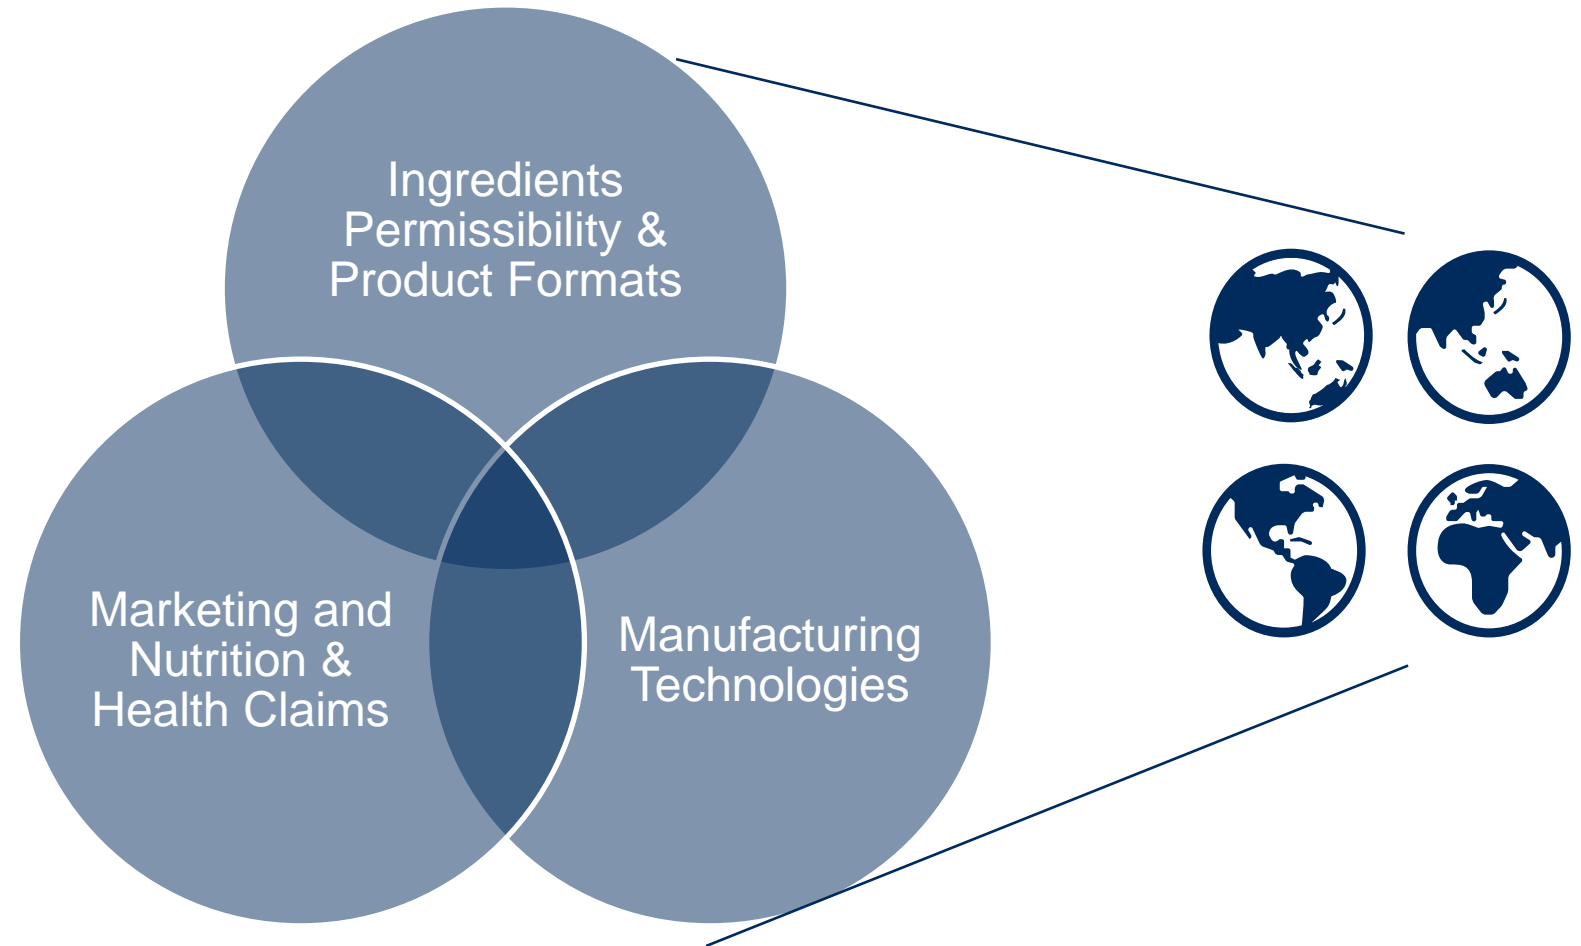 Ingredients
Permissibility &
Product Formats
Marketing and
Nutrition &
Health Claims
Manufacturing
Technologies